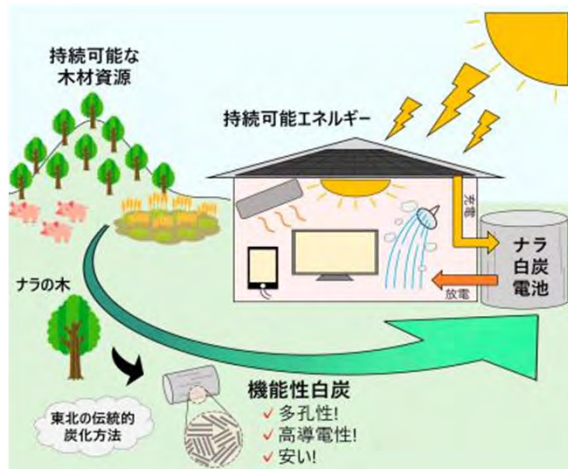 持続可能な
木材資源
持続可能エネルギー
充電
ナラ
白炭
電池
放電
ナラの木
東北の伝統的
炭化方法
機能性白炭
✓ 多孔性!
✓ 高導電性!
✓ 安い!